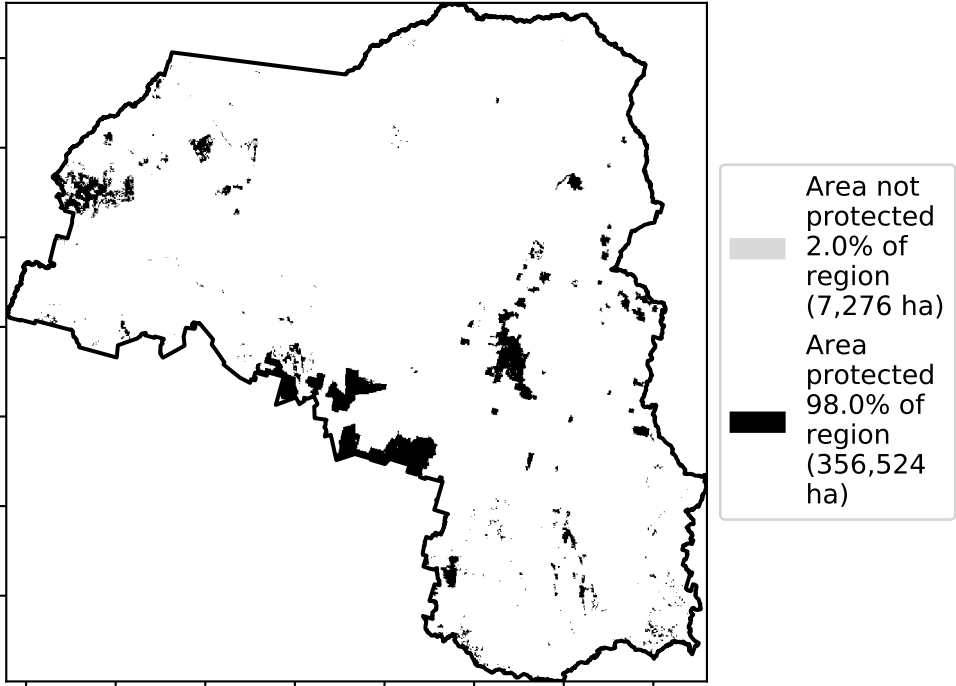 Area not
protected
2.0% of
region
(7,276 ha)
Area
protected
98.0% of
region
(356,524
ha)